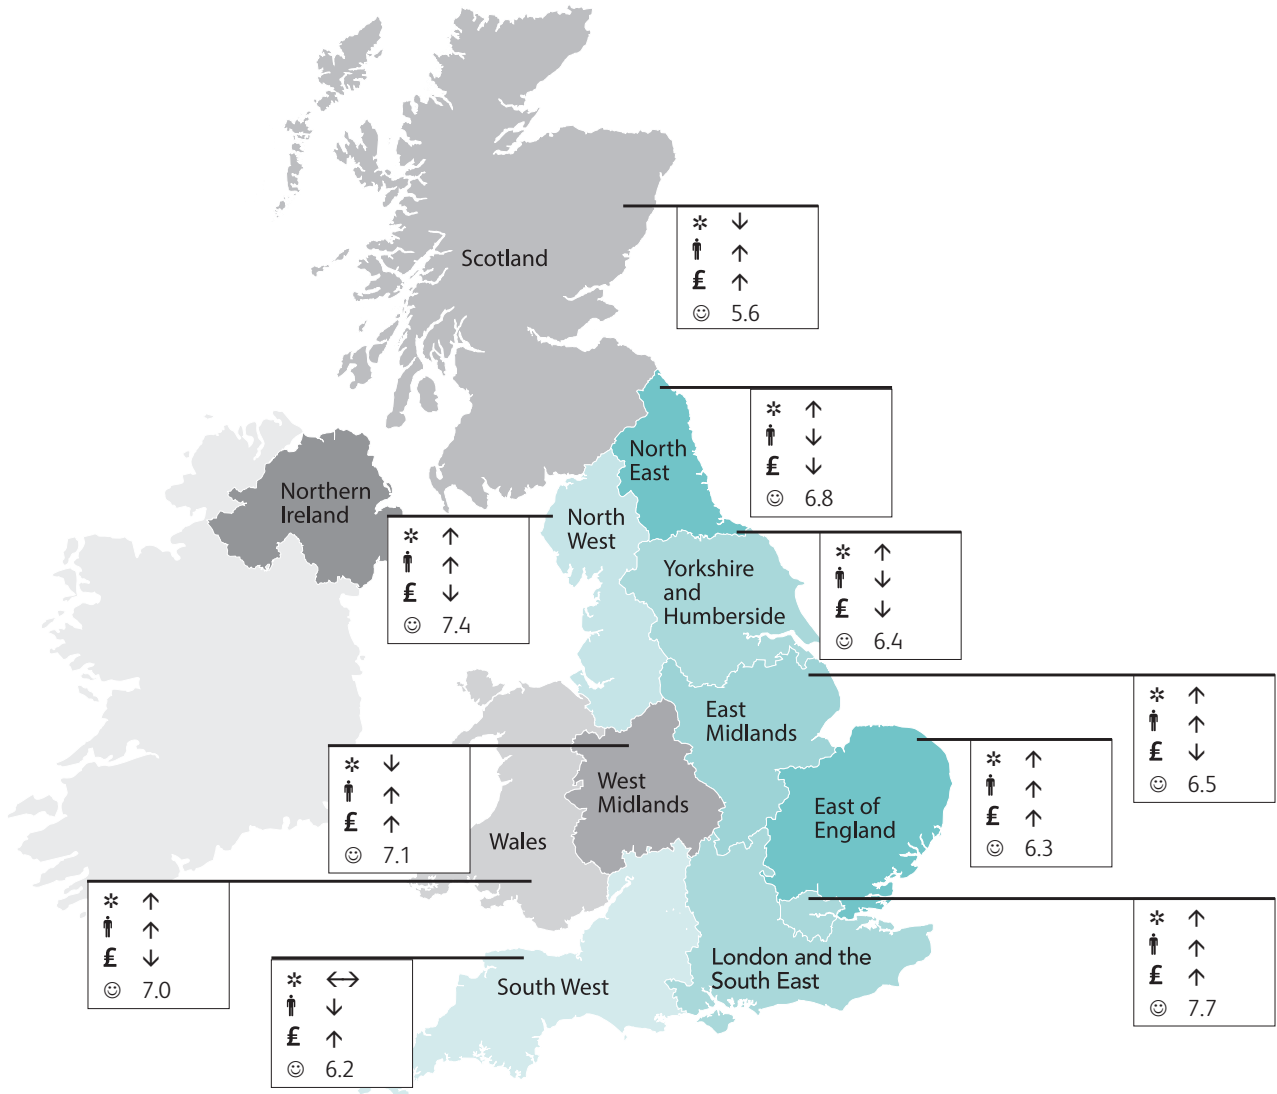 Scotland
✲ ↓
↑
£ ↑
☺ 5.6
North
East
✲ ↑
↓
£ ↓
☺ 6.8
Northern
Ireland
North
West
✲ ↑
↑
£ ↓
☺ 7.4
Yorkshire
and
Humberside
✲ ↑
↓
£ ↓
☺ 6.4
East
Midlands
✲ ↑
↑
£ ↓
☺ 6.5
West
Midlands
✲ ↓
↑
£ ↑
☺ 7.1
East of
England
✲ ↑
↑
£ ↑
☺ 6.3
Wales
✲ ↑
↑
£ ↓
☺ 7.0
South West
✲ ↔
↓
£ ↑
☺ 6.2
London and the
South East
✲ ↑
↑
£ ↑
☺ 7.7